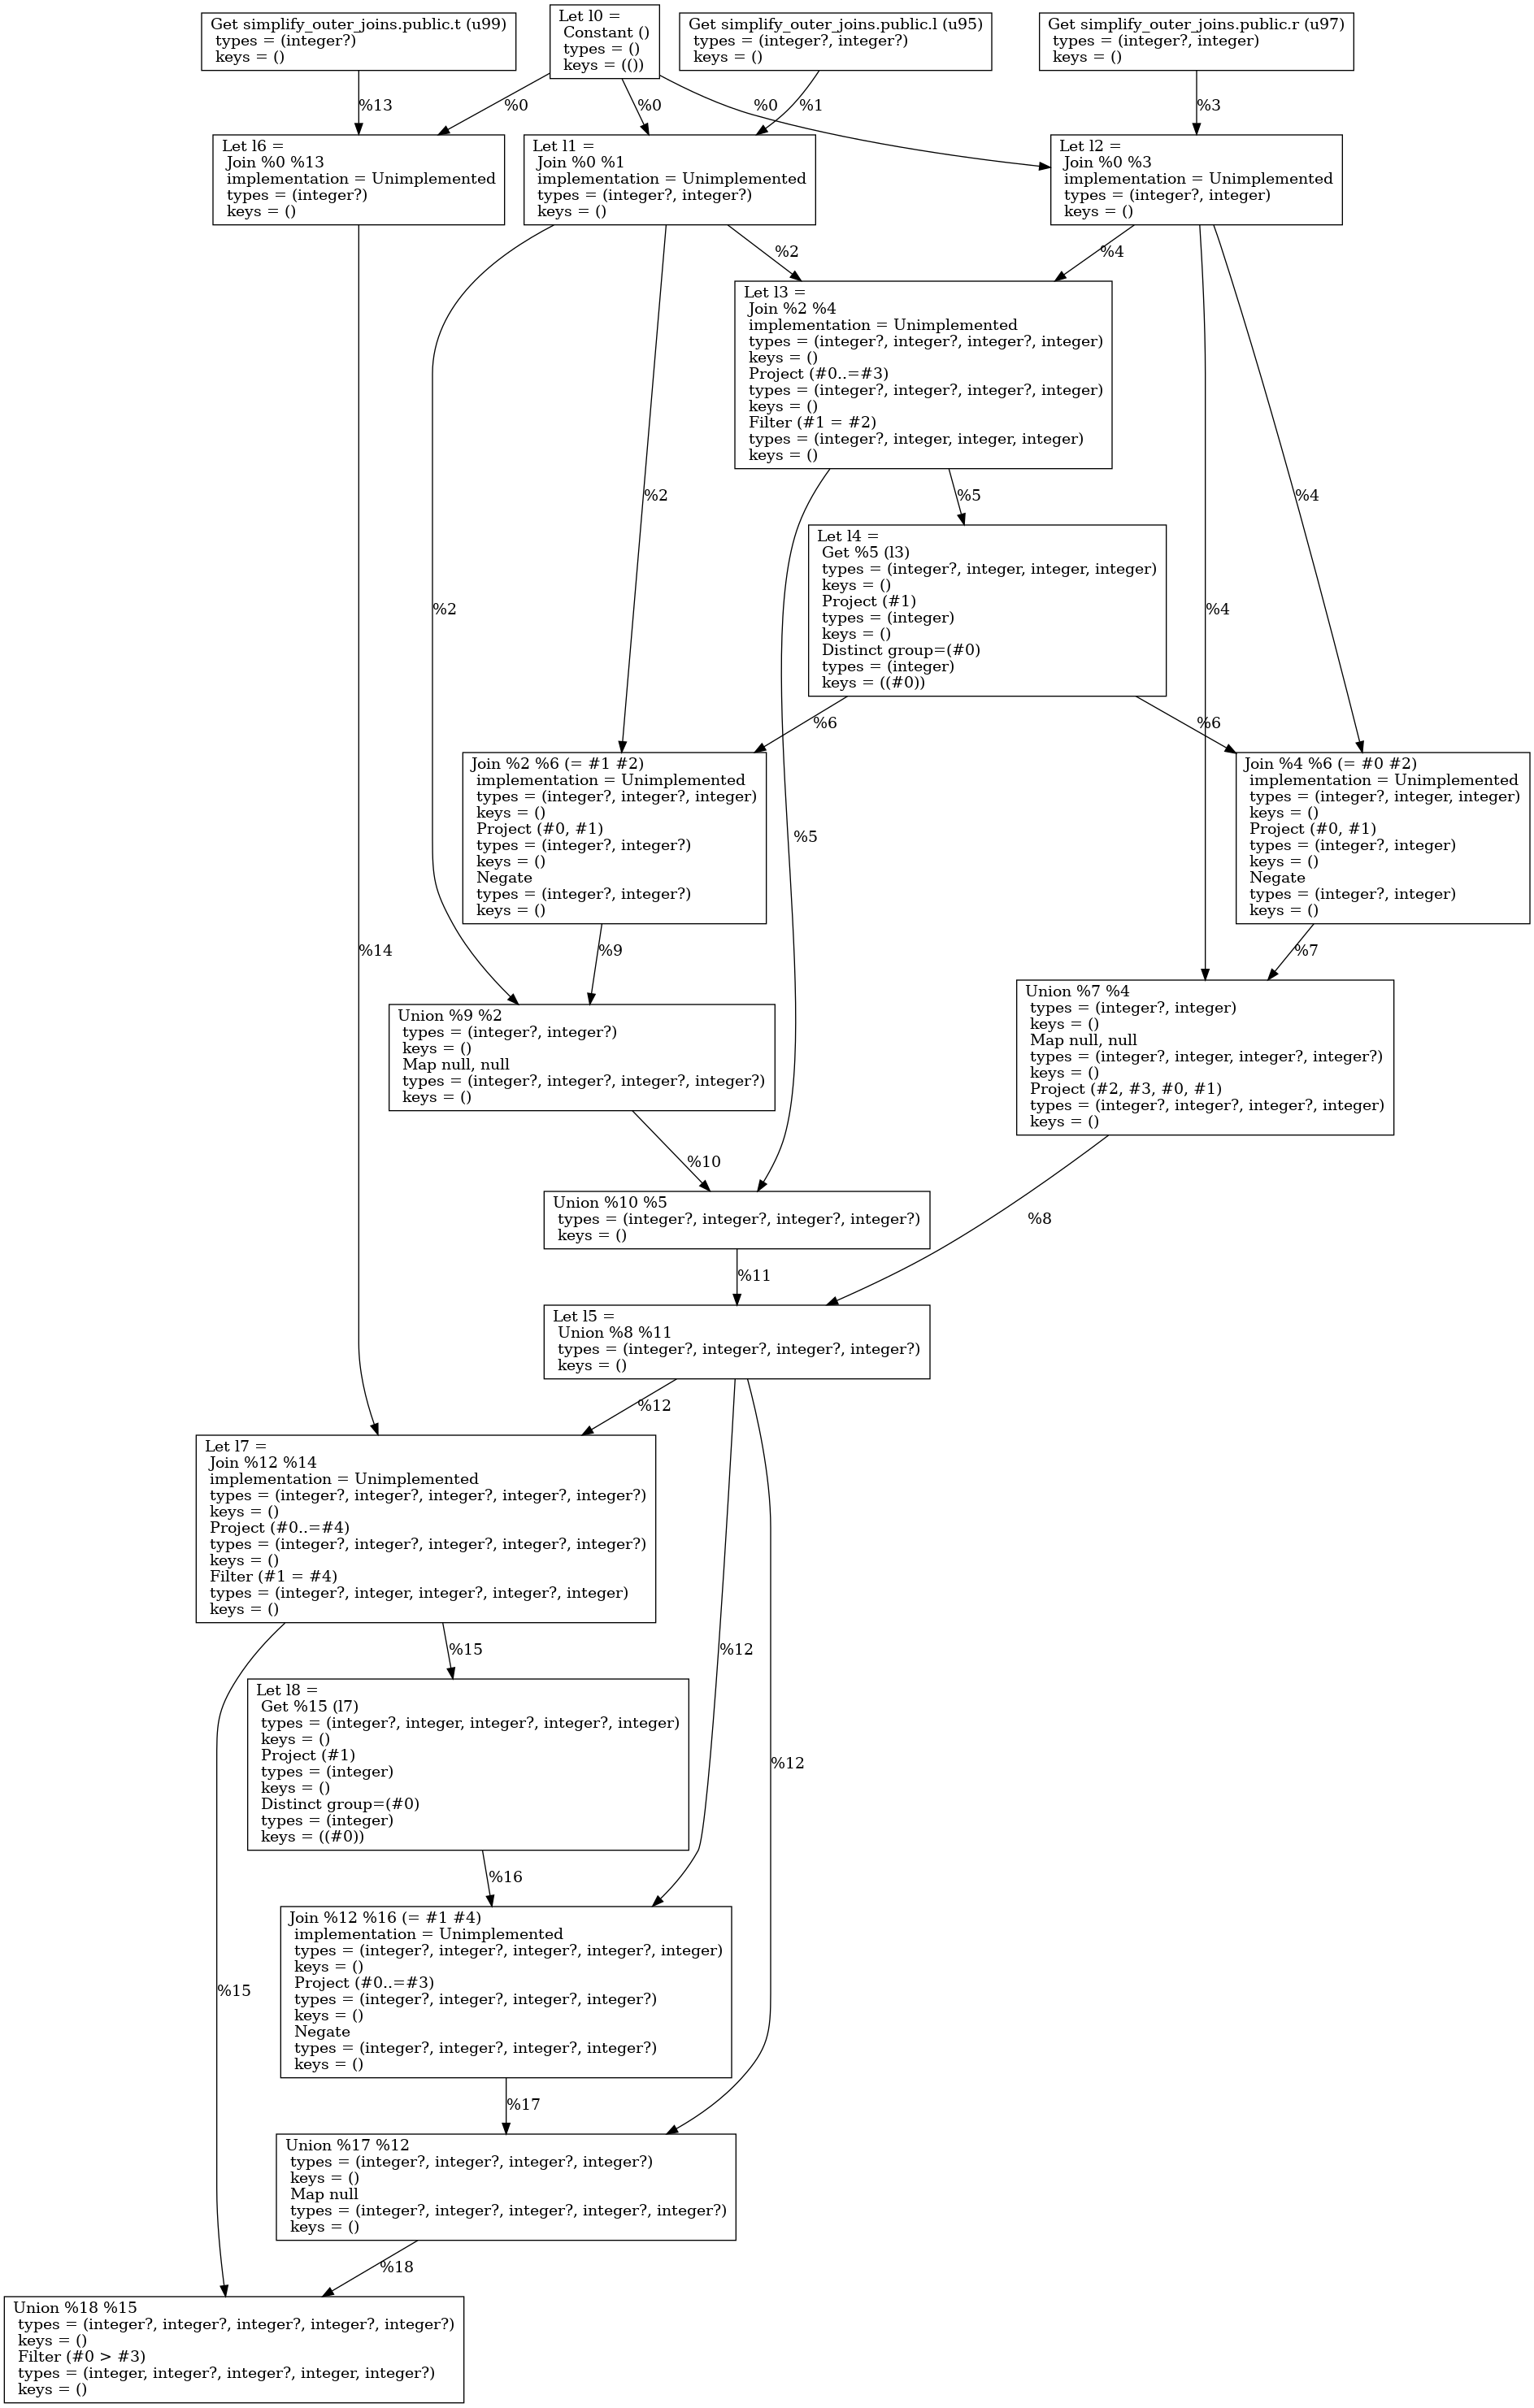 Get simplify_outer_joins.public.t (u99)
types = (integer?)
keys = ()
Let l0 =
Constant ()
types = ()
keys = (())
Get simplify_outer_joins.public.l (u95)
types = (integer?, integer?)
keys = ()
Get simplify_outer_joins.public.r (u97)
types = (integer?, integer)
keys = ()
%13
%0
%0
%1
%0
%3
Let l6 =
Join %0 %13
implementation = Unimplemented
types = (integer?)
keys = ()
Let l1 =
Join %0 %1
implementation = Unimplemented
types = (integer?, integer?)
keys = ()
Let l2 =
Join %0 %3
implementation = Unimplemented
types = (integer?, integer)
keys = ()
%2
%4
Let l3 =
Join %2 %4
implementation = Unimplemented
types = (integer?, integer?, integer?, integer)
keys = ()
Project (#0..=#3)
types = (integer?, integer?, integer?, integer)
keys = ()
Filter (#1 = #2)
types = (integer?, integer, integer, integer)
keys = ()
%2
%5
%4
Let l4 =
Get %5 (l3)
types = (integer?, integer, integer, integer)
keys = ()
Project (#1)
types = (integer)
keys = ()
Distinct group=(#0)
types = (integer)
keys = ((#0))
%2
%4
%6
%6
Join %2 %6 (= #1 #2)
implementation = Unimplemented
types = (integer?, integer?, integer)
keys = ()
Project (#0, #1)
types = (integer?, integer?)
keys = ()
Negate
types = (integer?, integer?)
keys = ()
%5
Join %4 %6 (= #0 #2)
implementation = Unimplemented
types = (integer?, integer, integer)
keys = ()
Project (#0, #1)
types = (integer?, integer)
keys = ()
Negate
types = (integer?, integer)
keys = ()
%14
%9
%7
Union %9 %2
types = (integer?, integer?)
keys = ()
Map null, null
types = (integer?, integer?, integer?, integer?)
keys = ()
Union %7 %4
types = (integer?, integer)
keys = ()
Map null, null
types = (integer?, integer, integer?, integer?)
keys = ()
Project (#2, #3, #0, #1)
types = (integer?, integer?, integer?, integer)
keys = ()
%10
Union %10 %5
types = (integer?, integer?, integer?, integer?)
keys = ()
%8
%11
Let l5 =
Union %8 %11
types = (integer?, integer?, integer?, integer?)
keys = ()
%12
Let l7 =
Join %12 %14
implementation = Unimplemented
types = (integer?, integer?, integer?, integer?, integer?)
keys = ()
Project (#0..=#4)
types = (integer?, integer?, integer?, integer?, integer?)
keys = ()
Filter (#1 = #4)
types = (integer?, integer, integer?, integer?, integer)
keys = ()
%15
%12
Let l8 =
Get %15 (l7)
types = (integer?, integer, integer?, integer?, integer)
keys = ()
Project (#1)
types = (integer)
keys = ()
Distinct group=(#0)
types = (integer)
keys = ((#0))
%12
%16
Join %12 %16 (= #1 #4)
implementation = Unimplemented
types = (integer?, integer?, integer?, integer?, integer)
keys = ()
Project (#0..=#3)
types = (integer?, integer?, integer?, integer?)
keys = ()
Negate
types = (integer?, integer?, integer?, integer?)
keys = ()
%15
%17
Union %17 %12
types = (integer?, integer?, integer?, integer?)
keys = ()
Map null
types = (integer?, integer?, integer?, integer?, integer?)
keys = ()
%18
Union %18 %15
types = (integer?, integer?, integer?, integer?, integer?)
keys = ()
Filter (#0 > #3)
types = (integer, integer?, integer?, integer, integer?)
keys = ()